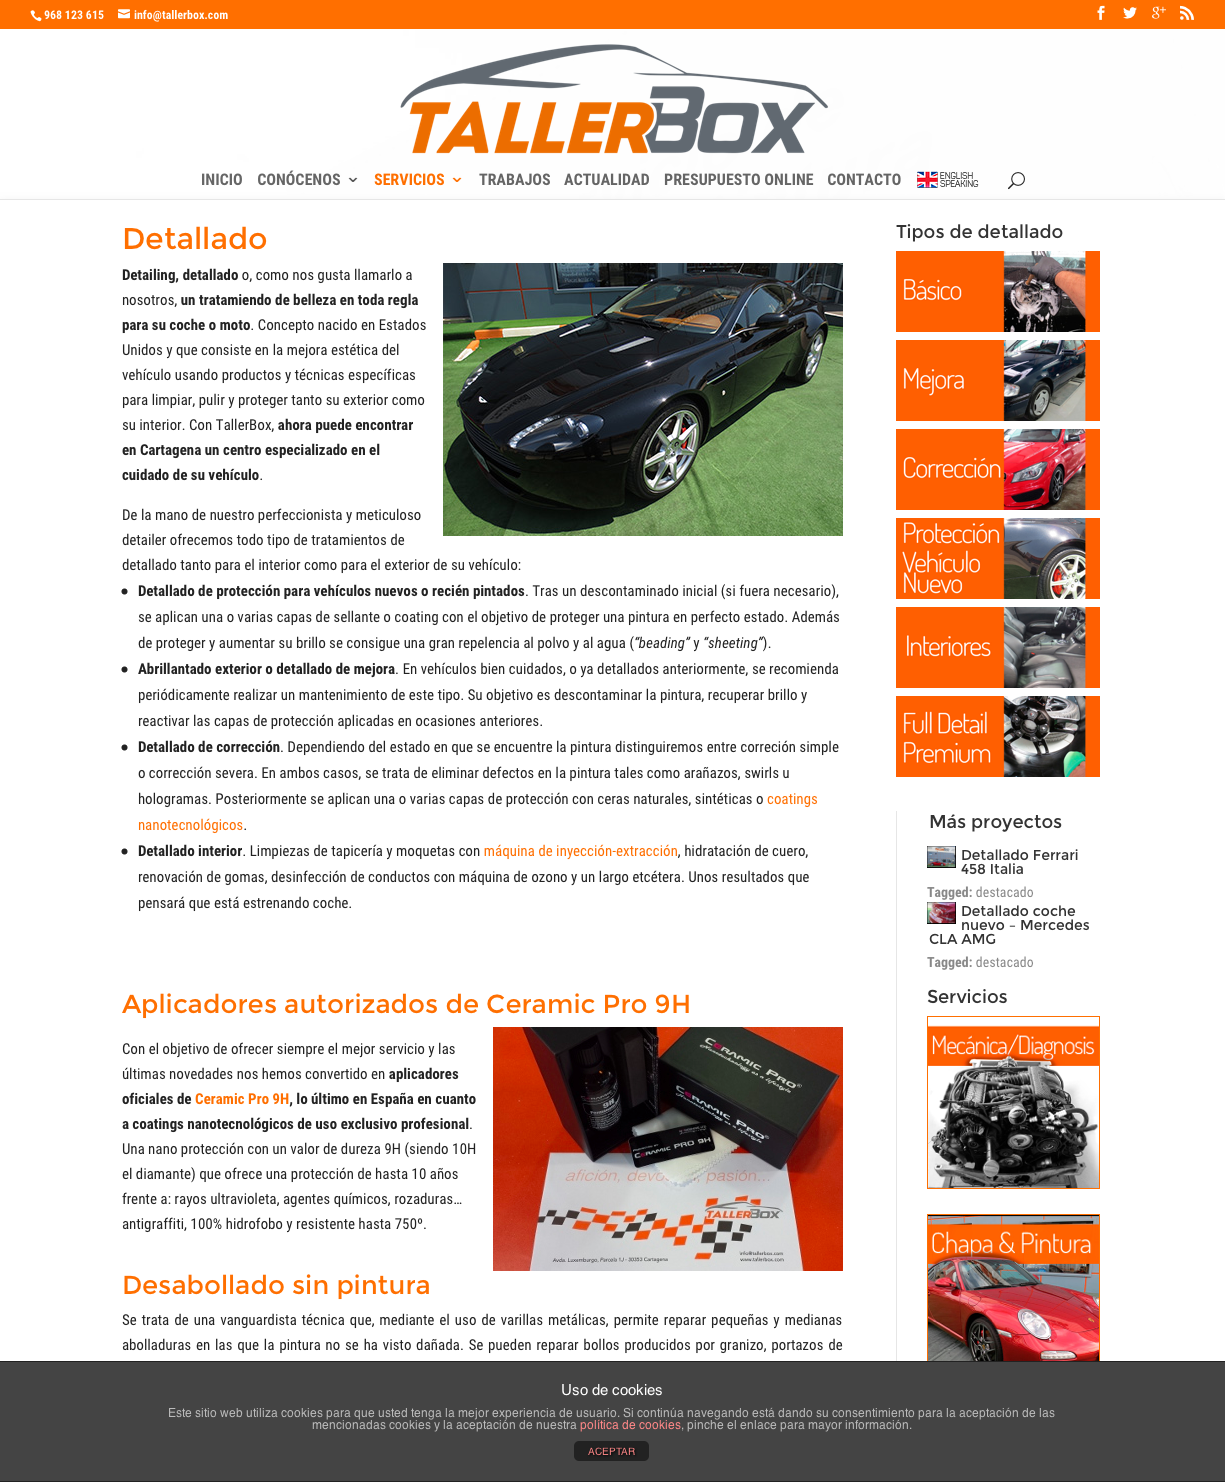 968 123 615 info@tallerbox.com
TALLERBOX
INICIO CONÓCENOS SERVICIOS TRABAJOS ACTUALIDAD PRESUPUESTO ONLINE CONTACTO ENGLISH SPEAKING
Detallado
Detailing, detallado o, como nos gusta llamarlo a
nosotros, un tratamiendo de belleza en toda regla
para su coche o moto. Concepto nacido en Estados
Unidos y que consiste en la mejora estética del
vehículo usando productos y técnicas específicas
para limpiar, pulir y proteger tanto su exterior como
su interior. Con TallerBox, ahora puede encontrar
en Cartagena un centro especializado en el
cuidado de su vehículo.
De la mano de nuestro perfeccionista y meticuloso
detailer ofrecemos todo tipo de tratamientos de
detallado tanto para el interior como para el exterior de su vehículo:
Detallado de protección para vehículos nuevos o recién pintados. Tras un descontaminado inicial (si fuera necesario),
se aplican una o varias capas de sellante o coating con el objetivo de proteger una pintura en perfecto estado. Además
de proteger y aumentar su brillo se consigue una gran repelencia al polvo y al agua (“beading” y “sheeting”).
Abrillantado exterior o detallado de mejora. En vehículos bien cuidados, o ya detallados anteriormente, se recomienda
periódicamente realizar un mantenimiento de este tipo. Su objetivo es descontaminar la pintura, recuperar brillo y
reactivar las capas de protección aplicadas en ocasiones anteriores.
Detallado de corrección. Dependiendo del estado en que se encuentre la pintura distinguiremos entre correción simple
o corrección severa. En ambos casos, se trata de eliminar defectos en la pintura tales como arañazos, swirls u
hologramas. Posteriormente se aplican una o varias capas de protección con ceras naturales, sintéticas o coatings
nanotecnológicos.
Detallado interior. Limpiezas de tapicería y moquetas con máquina de inyección-extracción, hidratación de cuero,
renovación de gomas, desinfección de conductos con máquina de ozono y un largo etcétera. Unos resultados que
pensará que está estrenando coche.
Aplicadores autorizados de Ceramic Pro 9H
Con el objetivo de ofrecer siempre el mejor servicio y las
últimas novedades nos hemos convertido en aplicadores
oficiales de Ceramic Pro 9H, lo último en España en cuanto
a coatings nanotecnológicos de uso exclusivo profesional.
Una nano protección con un valor de dureza 9H (siendo 10H
el diamante) que ofrece una protección de hasta 10 años
frente a: rayos ultravioleta, agentes químicos, rozaduras…
antigraffiti, 100% hidrofobo y resistente hasta 750º.
CERAMIC PRO
Nanotechnology as a lifestyle
CERAMIC PRO
Nanotechnology as a lifestyle
CERAMIC PRO 9H
afición, pasión...
TALLERBOX
Avda. Luxemburgo, Parcela 1J - 30353 Cartagena
info@tallerbox.com
www.tallerbox.com
Desabollado sin pintura
Se trata de una vanguardista técnica que, mediante el uso de varillas metálicas, permite reparar pequeñas y medianas
abolladuras en las que la pintura no se ha visto dañada. Se pueden reparar bollos producidos por granizo, portazos de
Tipos de detallado
Básico
Mejora
Corrección
Protección
Vehículo
Nuevo
Interiores
Full Detail
Premium
Más proyectos
Detallado Ferrari
458 Italia
Tagged: destacado
Detallado coche
nuevo – Mercedes
CLA AMG
Tagged: destacado
Servicios
Mecánica/Diagnosis
Chapa & Pintura
Uso de cookies
Este sitio web utiliza cookies para que usted tenga la mejor experiencia de usuario. Si continúa navegando está dando su consentimiento para la aceptación de las
mencionadas cookies y la aceptación de nuestra política de cookies, pinche el enlace para mayor información.
ACEPTAR